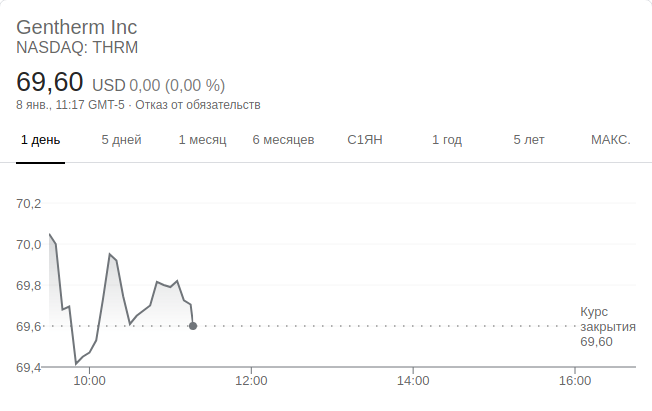 Gentherm Inc
NASDAQ: THRM
69,60 USD 0,00 (0,00 %)
8 янв., 11:17 GMT-5 · Отказ от обязательств
1 день 5 дней 1 месяц 6 месяцев С1ЯН 1 год 5 лет МАКС.
70,2
70,0
69,8
69,6
69,4
Курс
закрытия
69,60
10:00 12:00 14:00 16:00